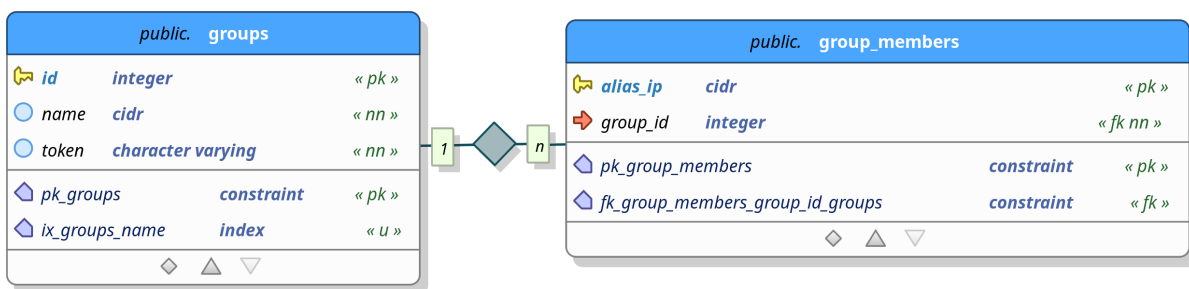 public. groups
id integer « pk »
name cidr « nn »
token character varying « nn »
pk_groups constraint « pk »
ix_groups_name index « u »
1
n
public. group_members
alias_ip cidr « pk »
group_id integer « fk nn »
pk_group_members constraint « pk »
fk_group_members_group_id_groups constraint « fk »